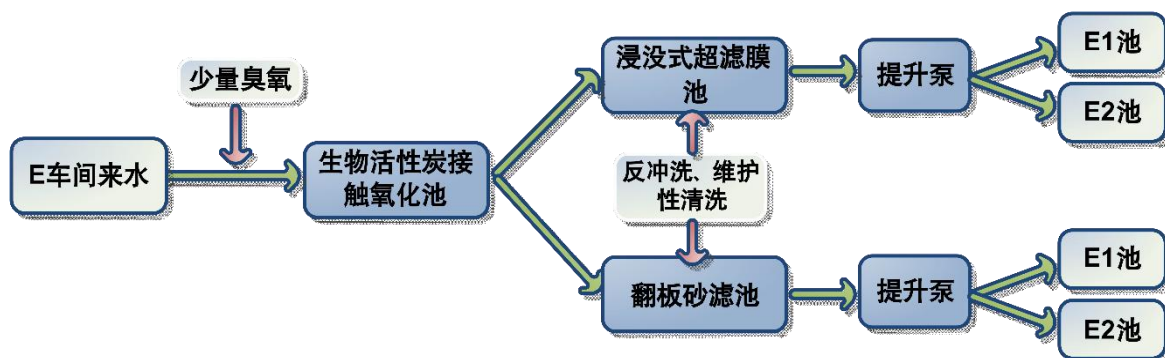 少量臭氧
E车间来水
生物活性炭接
触氧化池
浸没式超滤膜
池
提升泵
E1池
E2池
反冲洗、维护
性清洗
翻板砂滤池
提升泵
E1池
E2池